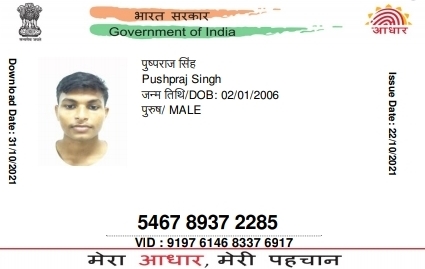 भारत सरकार
Government of India
आधार
Download Date: 31/10/2021
पुष्पराज सिंह
Pushpraj Singh
जन्म तिथि/DOB: 02/01/2006
पुरुष/ MALE
Issue Date: 22/10/2021
5467 8937 2285
VID : 9197 6146 8337 6917
मेरा आधार, मेरी पहचान